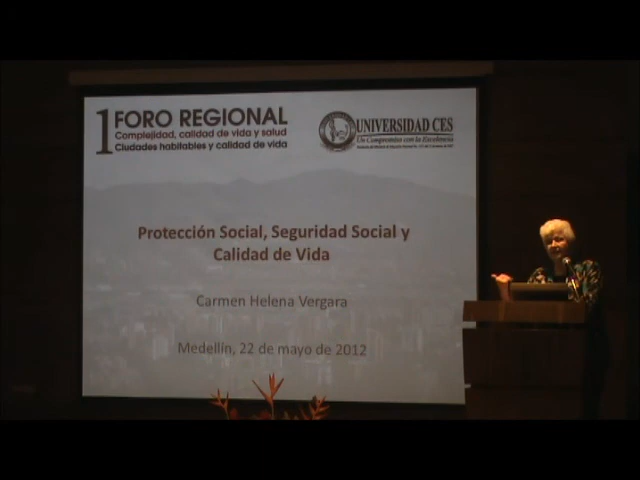 1 FORO REGIONAL
Complejidad, calidad de vida y salud
Ciudades habitables y calidad de vida
UNIVERSIDAD CES
Un Compromiso con la Excelencia
Protección Social, Seguridad Social y
Calidad de Vida
Carmen Helena Vergara
Medellín, 22 de mayo de 2012